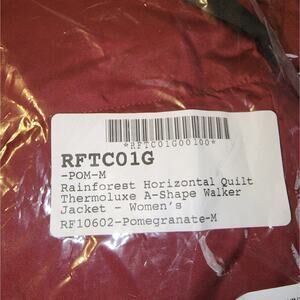 *RFTC01G00100*
RFTC01G
-POM-M
Rainforest Horizontal Quilt
Thermoluxe A-Shape Walker
Jacket - Women's
RF10602-Pomegranate-M